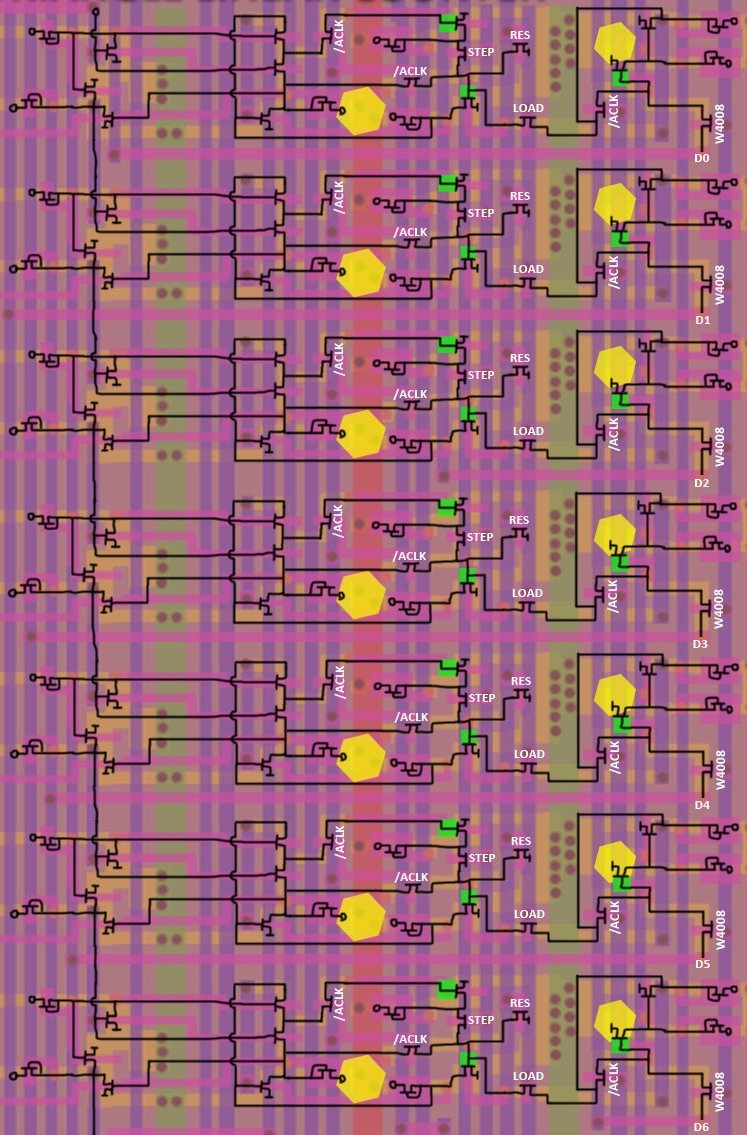 RES
/ACLK
STEP
/ACLK
LOAD
/ACLK
W4008
D0
/ACLK
RES
STEP
/ACLK
LOAD
/ACLK
W4008
D1
/ACLK
RES
STEP
/ACLK
LOAD
/ACLK
W4008
D2
/ACLK
RES
STEP
/ACLK
LOAD
/ACLK
W4008
D3
/ACLK
RES
STEP
/ACLK
LOAD
/ACLK
W4008
D4
/ACLK
RES
STEP
/ACLK
LOAD
/ACLK
W4008
D5
/ACLK
RES
STEP
/ACLK
LOAD
/ACLK
W4008
D6